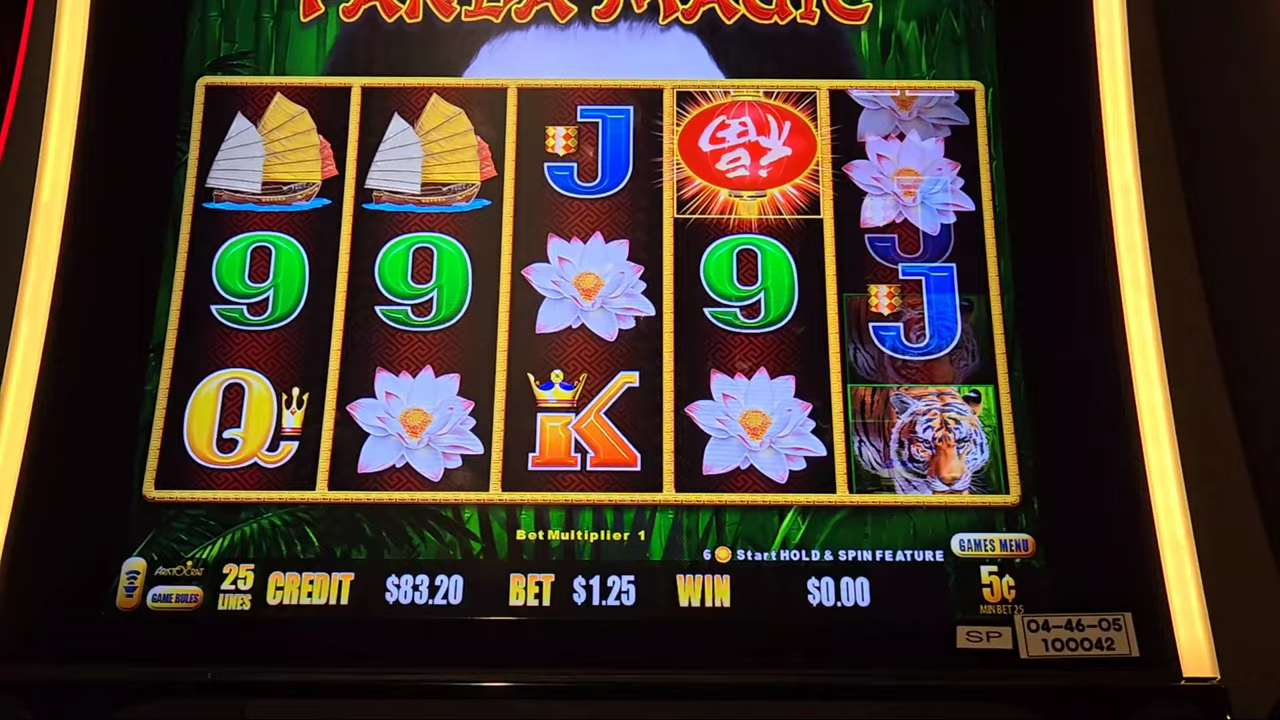 PANDA MAGIC
J
福
9
9
9
J
Q
K
Bet Multiplier 1
6 Start HOLD & SPIN FEATURE
GAMES MENU
ARISTOCRAT
GAME RULES
25
LINES
CREDIT $83.20
BET $1.25
WIN $0.00
5¢
MIN BET 25
SP
04-46-05
100042